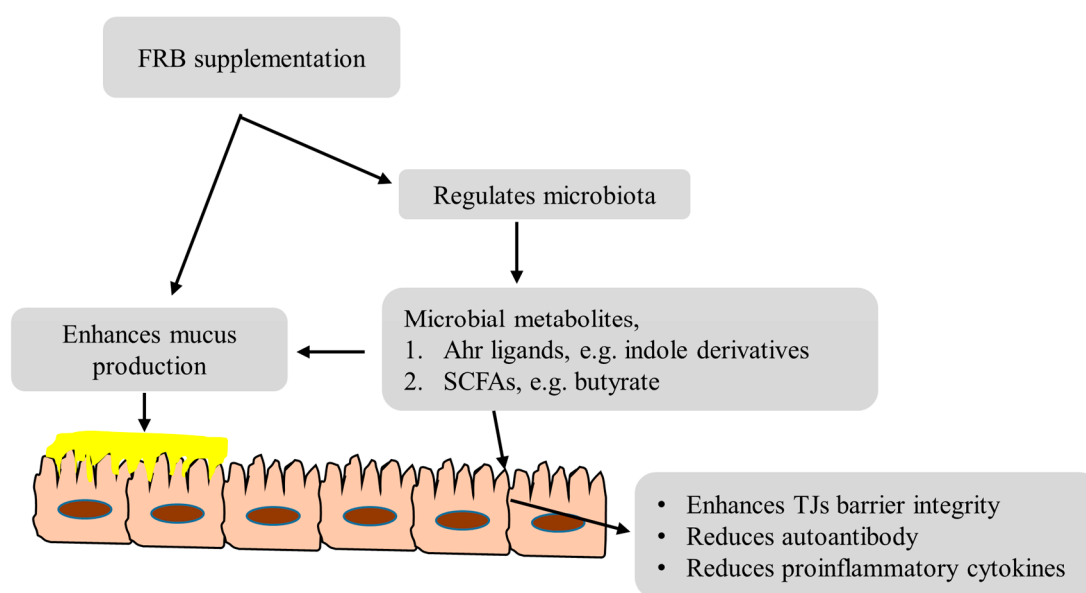 FRB supplementation
Regulates microbiota
Enhances mucus
production
Microbial metabolites,
1. Ahr ligands, e.g. indole derivatives
2. SCFAs, e.g. butyrate
• Enhances TJs barrier integrity
• Reduces autoantibody
• Reduces proinflammatory cytokines